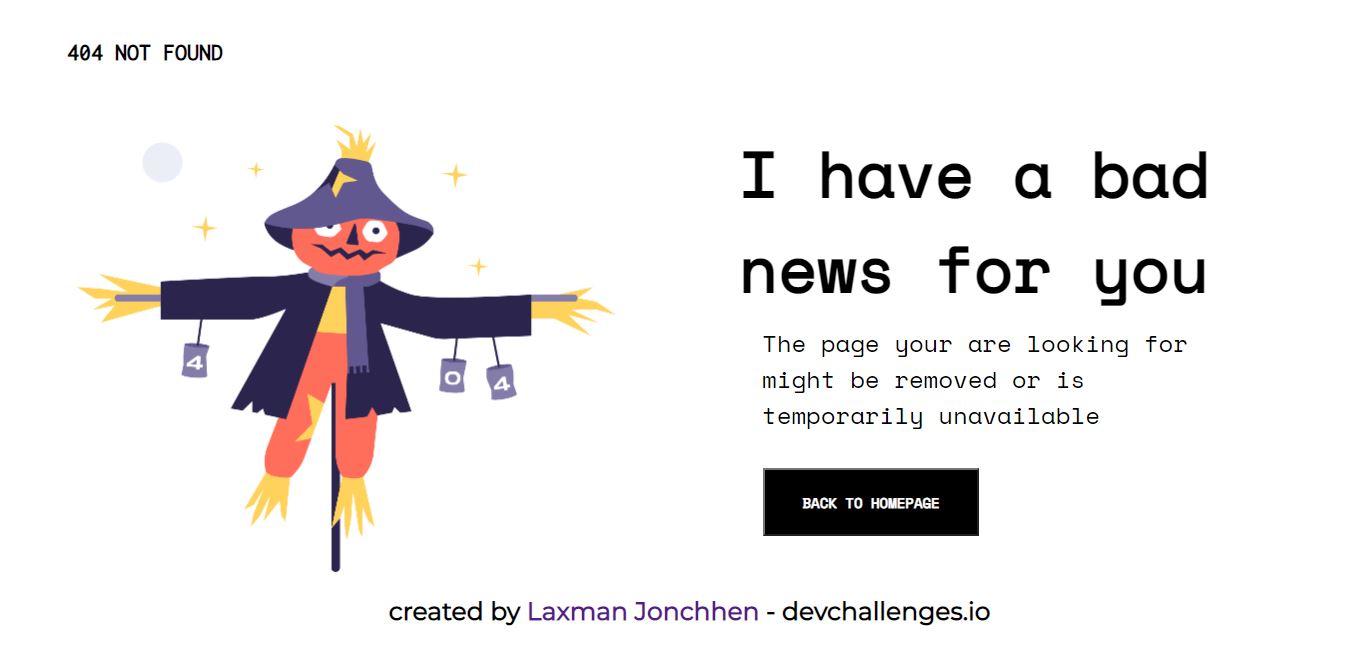 404 NOT FOUND
4
0
4
I have a bad
news for you
The page your are looking for
might be removed or is
temporarily unavailable
BACK TO HOMEPAGE
created by Laxman Jonchhen - devchallenges.io